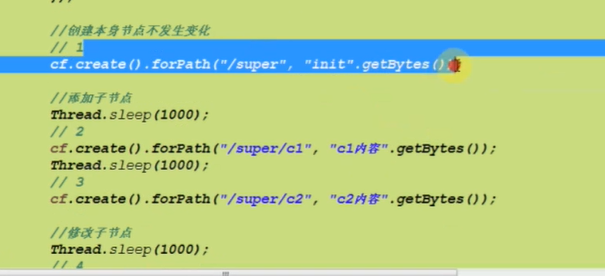 //创建本身节点不发生变化
// 1
cf.create().forPath("/super", "init".getBytes()
//添加子节点
Thread.sleep(1000);
// 2
cf.create().forPath("/super/c1", "c1内容".getBytes());
Thread.sleep(1000);
// 3
cf.create().forPath("/super/c2", "c2内容".getBytes());
//修改子节点
Thread.sleep(1000);
// 4